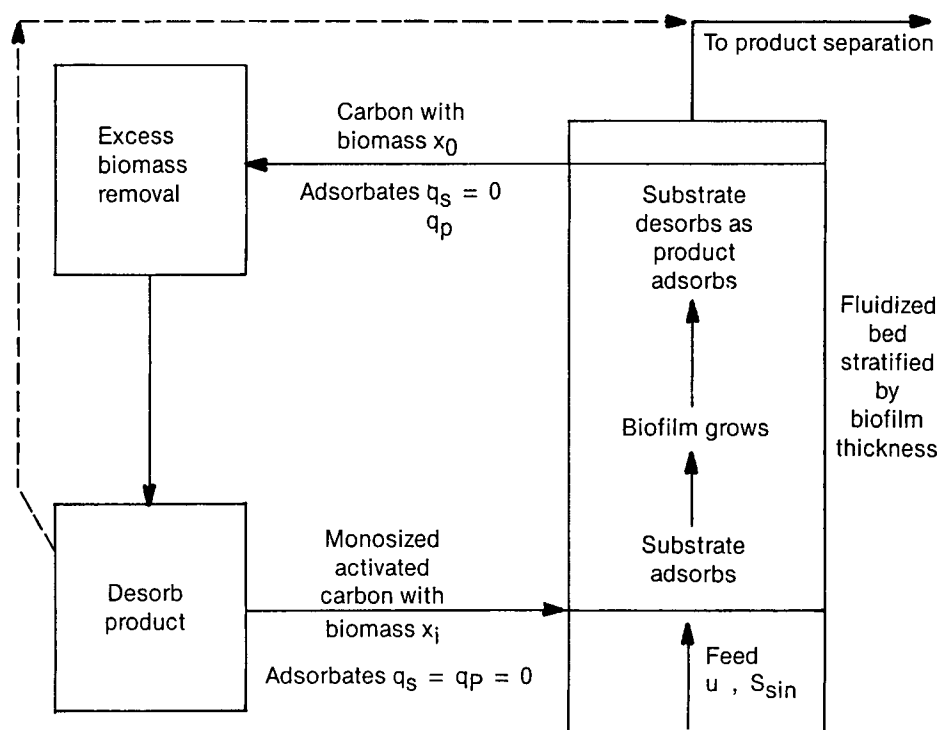 To product separation
Excess
biomass
removal
Carbon with
biomass x0
Adsorbates qs = 0
qp
Substrate
desorbs as
product
adsorbs
Fluidized
bed
stratified
by
biofilm
thickness
Biofilm grows
Substrate
adsorbs
Desorb
product
Monosized
activated
carbon with
biomass xi
Adsorbates qs = qP = 0
Feed
u , Ssin